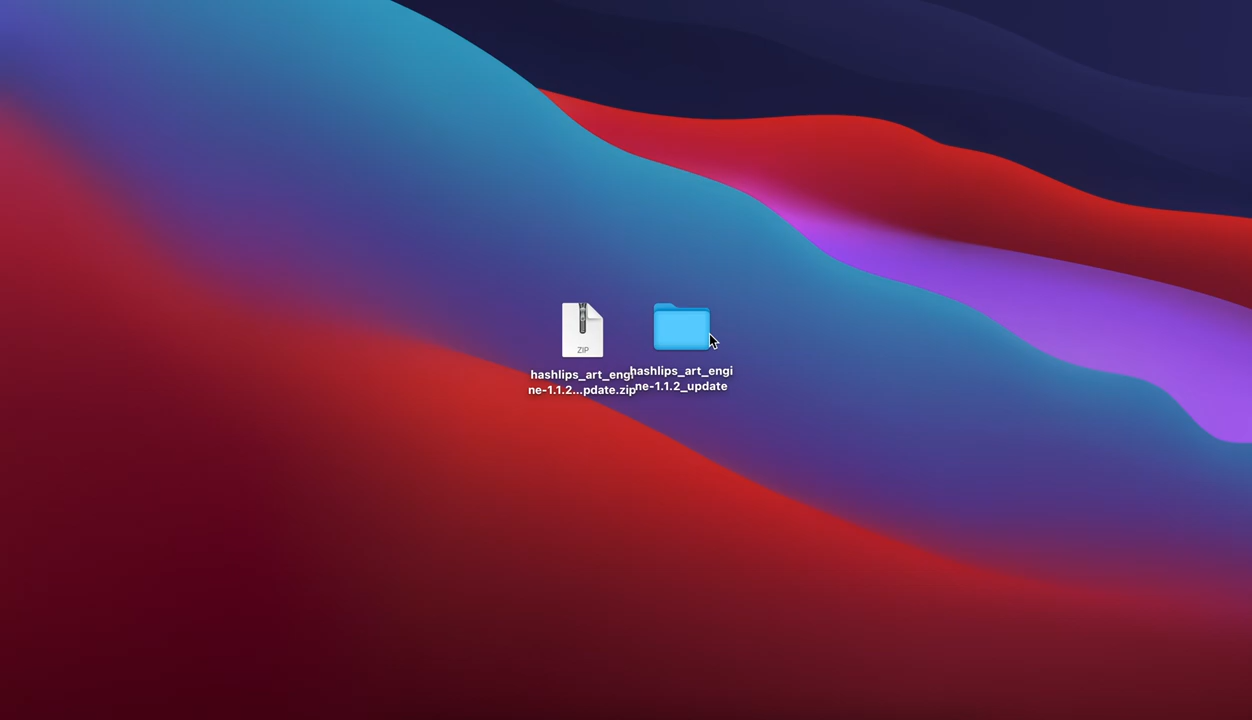 ZIP
hashlips_art_engi
ne-1.1.2...pdate.zip
hashlips_art_engi
ne-1.1.2_update